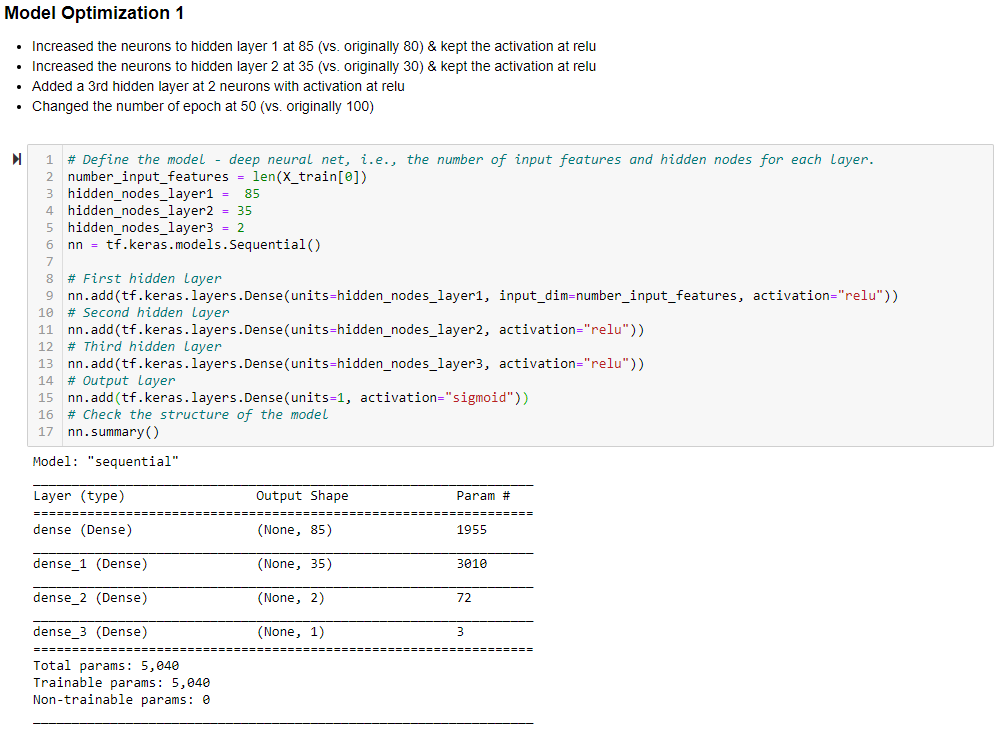 Model Optimization 1
• Increased the neurons to hidden layer 1 at 85 (vs. originally 80) & kept the activation at relu
• Increased the neurons to hidden layer 2 at 35 (vs. originally 30) & kept the activation at relu
• Added a 3rd hidden layer at 2 neurons with activation at relu
• Changed the number of epoch at 50 (vs. originally 100)
1 # Define the model - deep neural net, i.e., the number of input features and hidden nodes for each layer.
2 number_input_features = len(X_train[0])
3 hidden_nodes_layer1 =  85
4 hidden_nodes_layer2 = 35
5 hidden_nodes_layer3 = 2
6 nn = tf.keras.models.Sequential()
7
8 # First hidden layer
9 nn.add(tf.keras.layers.Dense(units=hidden_nodes_layer1, input_dim=number_input_features, activation="relu"))
10 # Second hidden layer
11 nn.add(tf.keras.layers.Dense(units=hidden_nodes_layer2, activation="relu"))
12 # Third hidden layer
13 nn.add(tf.keras.layers.Dense(units=hidden_nodes_layer3, activation="relu"))
14 # Output layer
15 nn.add(tf.keras.layers.Dense(units=1, activation="sigmoid"))
16 # Check the structure of the model
17 nn.summary()
Model: "sequential"
_________________________________________________________________
Layer (type)                 Output Shape              Param #
=================================================================
dense (Dense)                (None, 85)                1955
_________________________________________________________________
dense_1 (Dense)              (None, 35)                3010
_________________________________________________________________
dense_2 (Dense)              (None, 2)                 72
_________________________________________________________________
dense_3 (Dense)              (None, 1)                 3
=================================================================
Total params: 5,040
Trainable params: 5,040
Non-trainable params: 0
_________________________________________________________________